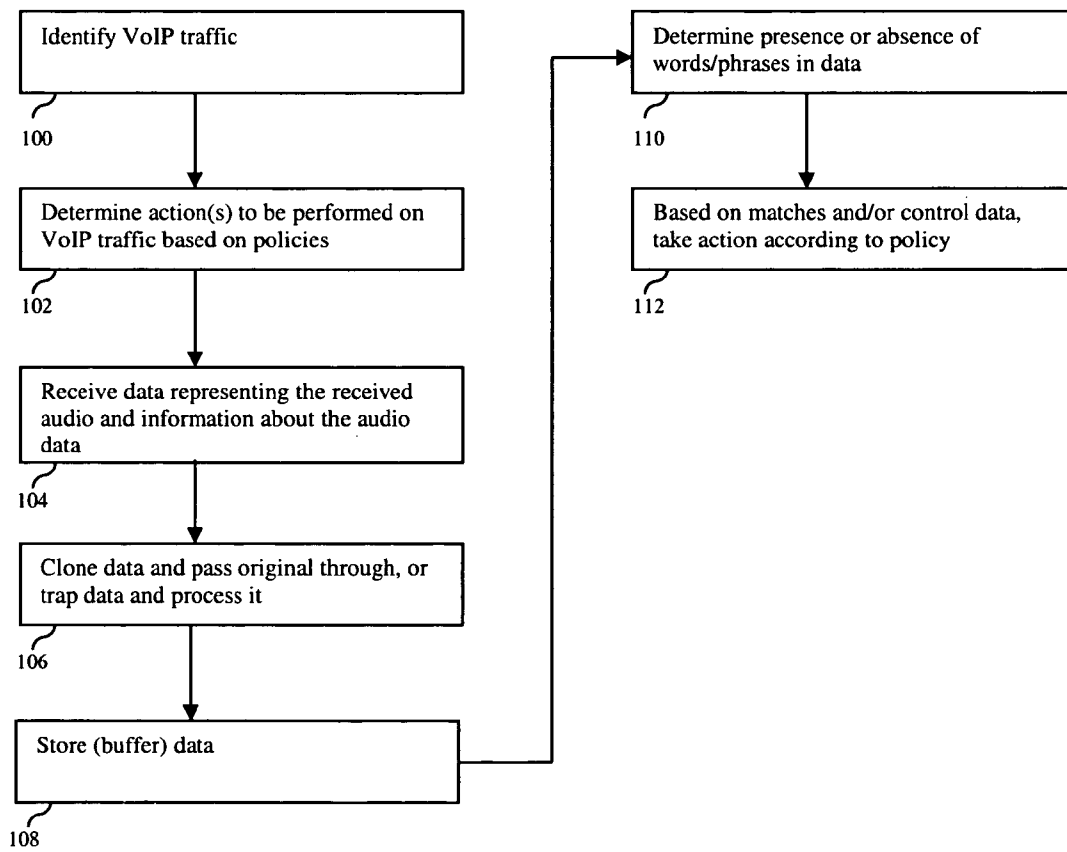 Identify VoIP traffic
100
Determine action(s) to be performed on
VoIP traffic based on policies
102
Receive data representing the received
audio and information about the audio
data
104
Clone data and pass original through, or
trap data and process it
106
Store (buffer) data
108
Determine presence or absence of
words/phrases in data
110
Based on matches and/or control data,
take action according to policy
112